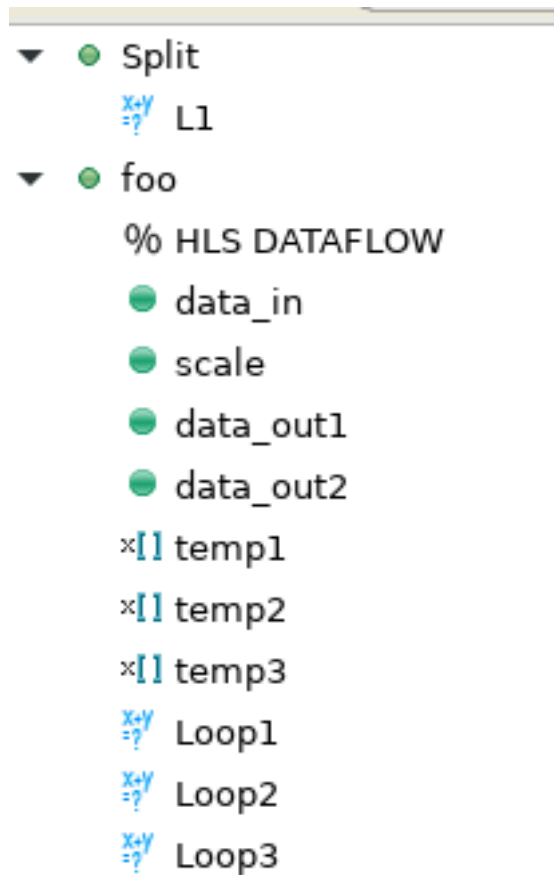 Split
L1
foo
% HLS DATAFLOW
data_in
scale
data_out1
data_out2
x[] temp1
x[] temp2
x[] temp3
Loop1
Loop2
Loop3